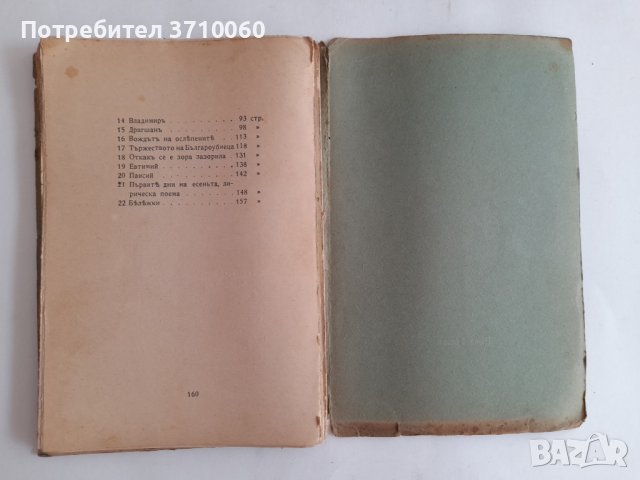 Потребител 3710060
14 Владимиръ . . . . . . . . 93 стр.
15 Драгшанъ . . . . . . . . 98 "
16 Вождътъ на ослѣпенитѣ . . . 113 "
17 Тържеството на Българоубиеца 118 "
18 Откакъ се е зора зазорила . . 131 "
19 Евтимий . . . . . . . . 138 "
20 Паисий . . . . . . . . 142 "
21 Първитѣ дни на есеньта, ли-
рическа поема . . . . . . 148 "
22 Бѣлѣжки . . . . . . . . 157 "
160
BAZAR